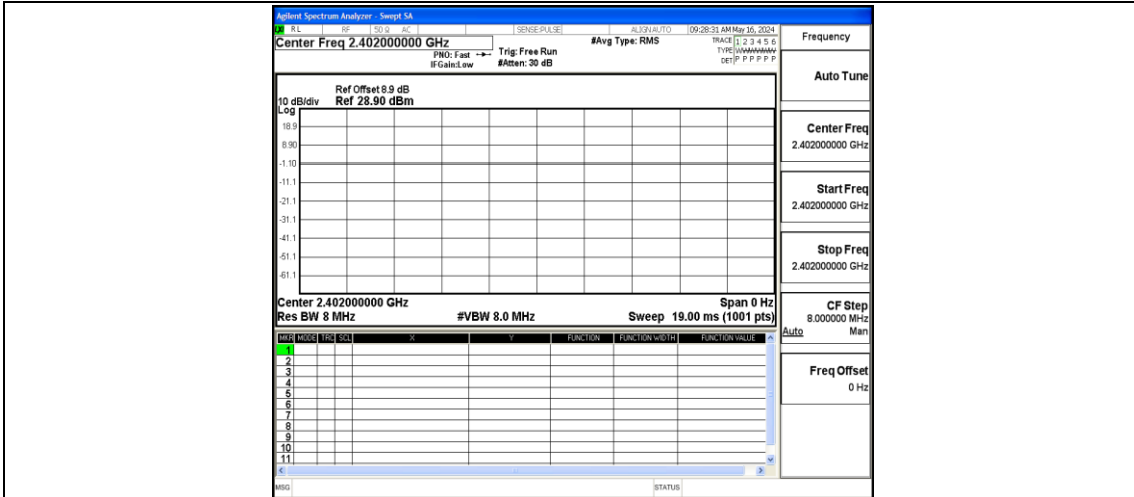 Agilent Spectrum Analyzer - Swept SA
RL RF 50 Ω AC SENSE:PULSE ALIGN AUTO 09:28:31 AM May 16, 2024
Center Freq 2.402000000 GHz
#Avg Type: RMS
TRACE 1 2 3 4 5 6
PNO: Fast Trig: Free Run
TYPE
IFGain:Low #Atten: 30 dB
DET P P P P P P
Ref Offset 8.9 dB
10 dB/div Ref 28.90 dBm
Log
18.9
8.90
-1.10
-11.1
-21.1
-31.1
-41.1
-51.1
-61.1
Center 2.402000000 GHz Span 0 Hz
Res BW 8 MHz #VBW 8.0 MHz Sweep 19.00 ms (1001 pts)
MKR MODE TRC SCL X Y FUNCTION FUNCTION WIDTH FUNCTION VALUE
1
2
3
4
5
6
7
8
9
10
11
MSG STATUS
Frequency
Auto Tune
Center Freq
2.402000000 GHz
Start Freq
2.402000000 GHz
Stop Freq
2.402000000 GHz
CF Step
8.000000 MHz
Auto Man
Freq Offset
0 Hz